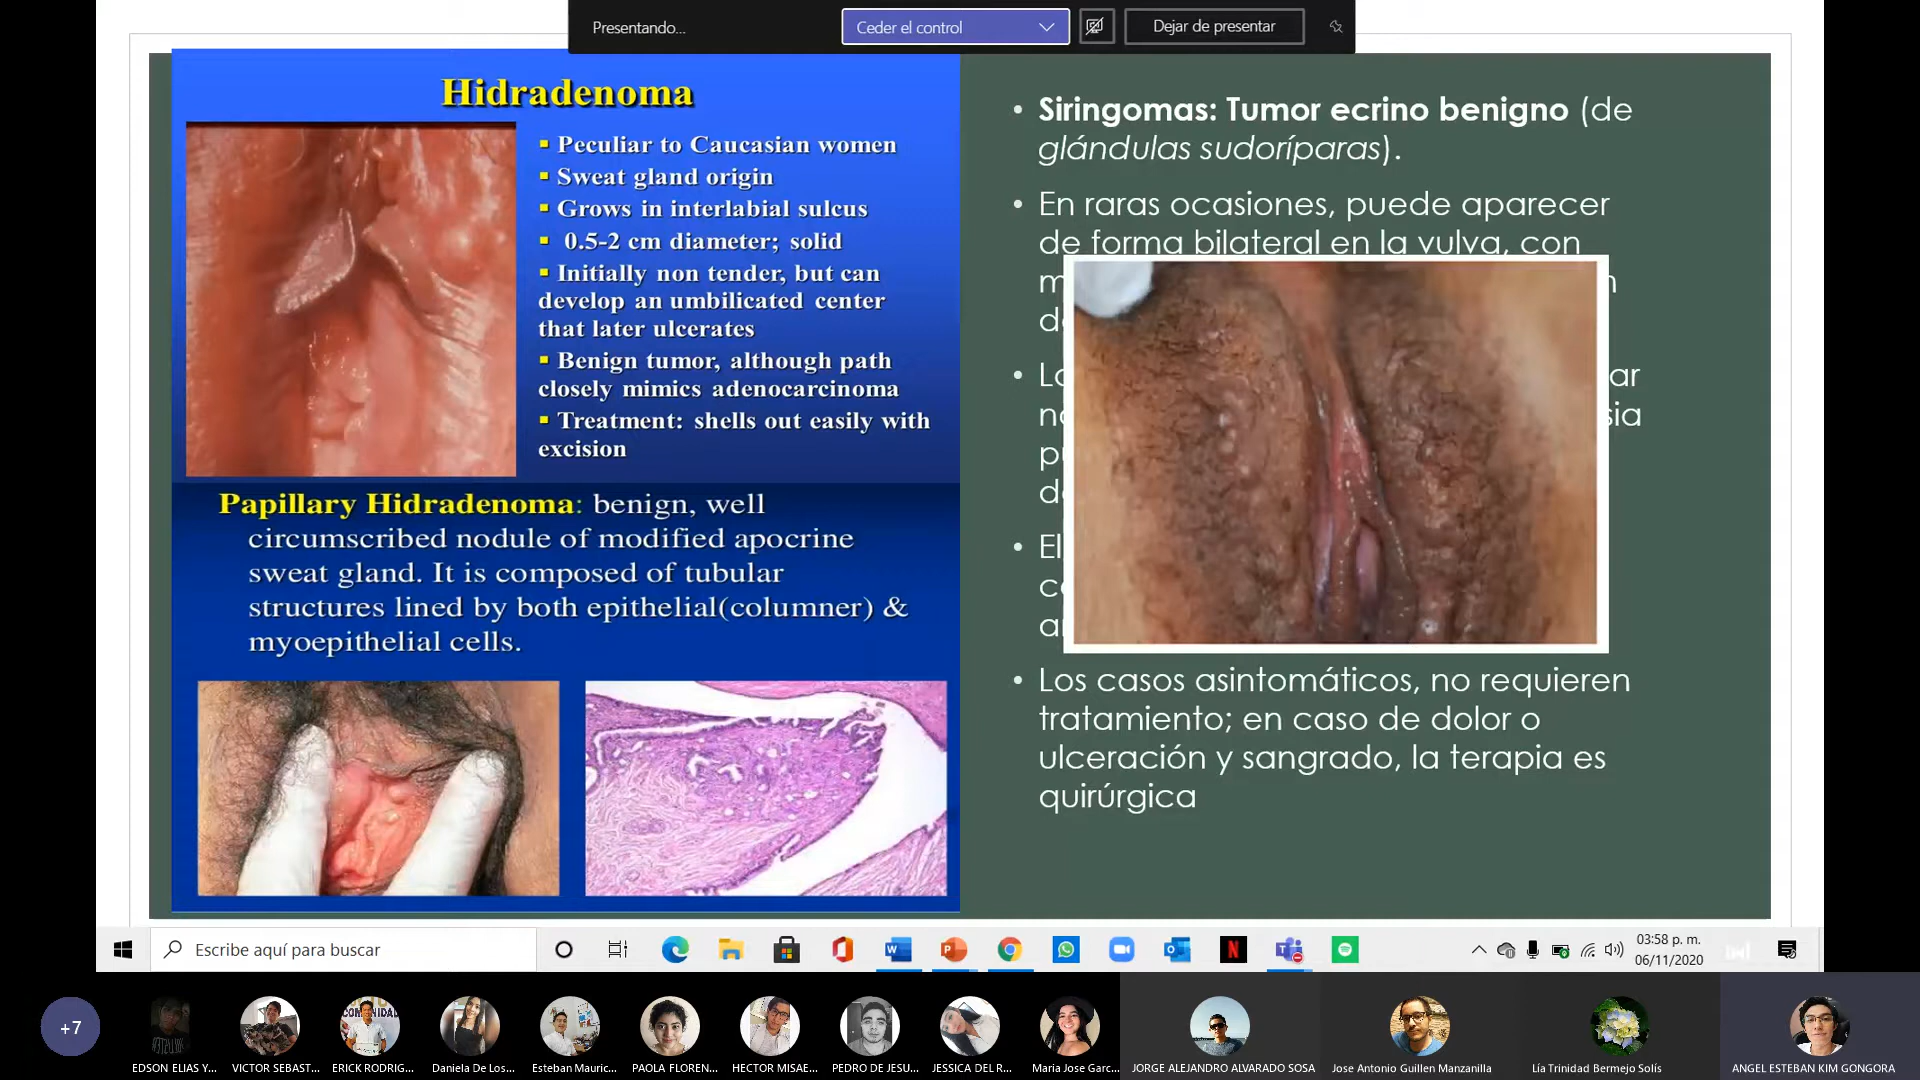 Presentando...
Ceder el control
Dejar de presentar
Hidradenoma
▪ Peculiar to Caucasian women
▪ Sweat gland origin
▪ Grows in interlabial sulcus
▪ 0.5-2 cm diameter; solid
▪ Initially non tender, but can
develop an umbilicated center
that later ulcerates
▪ Benign tumor, although path
closely mimics adenocarcinoma
▪ Treatment: shells out easily with
excision
Papillary Hidradenoma: benign, well
circumscribed nodule of modified apocrine
sweat gland. It is composed of tubular
structures lined by both epithelial(columner) &
myoepithelial cells.
• Siringomas: Tumor ecrino benigno (de
glándulas sudoríparas).
• En raras ocasiones, puede aparecer
de forma bilateral en la vulva, con
• El
• Los casos asintomáticos, no requieren
tratamiento; en caso de dolor o
ulceración y sangrado, la terapia es
quirúrgica
Escribe aquí para buscar
03:58 p. m.
06/11/2020
+7
EDSON ELIAS Y...
VICTOR SEBAST...
ERICK RODRIG...
Daniela De Los...
Esteban Mauric...
PAOLA FLOREN...
HECTOR MISAE...
PEDRO DE JESU...
JESSICA DEL R...
Maria Jose Garc...
JORGE ALEJANDRO ALVARADO SOSA
Jose Antonio Guillen Manzanilla
Lía Trinidad Bermejo Solís
ANGEL ESTEBAN KIM GONGORA